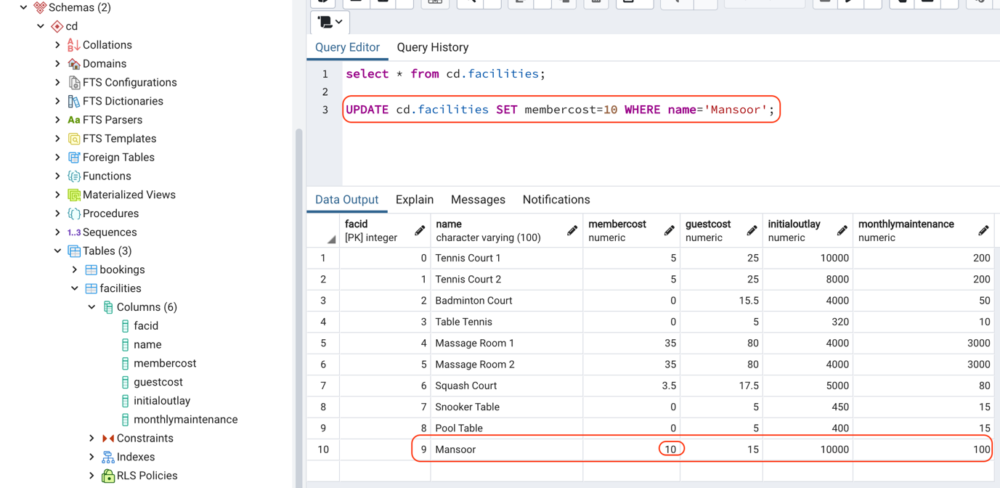 Schemas (2)
cd
Collations
Domains
FTS Configurations
FTS Dictionaries
Aa FTS Parsers
FTS Templates
Foreign Tables
Functions
Materialized Views
Procedures
1..3 Sequences
Tables (3)
bookings
facilities
Columns (6)
facid
name
membercost
guestcost
initialoutlay
monthlymaintenance
Constraints
Indexes
RLS Policies
Query Editor Query History
1 select * from cd.facilities;
2
3 UPDATE cd.facilities SET membercost=10 WHERE name='Mansoor';
Data Output Explain Messages Notifications
facid name membercost guestcost initialoutlay monthlymaintenance
[PK] integer character varying (100) numeric numeric numeric numeric
1 0 Tennis Court 1 5 25 10000 200
2 1 Tennis Court 2 5 25 8000 200
3 2 Badminton Court 0 15.5 4000 50
4 3 Table Tennis 0 5 320 10
5 4 Massage Room 1 35 80 4000 3000
6 5 Massage Room 2 35 80 4000 3000
7 6 Squash Court 3.5 17.5 5000 80
8 7 Snooker Table 0 5 450 15
9 8 Pool Table 0 5 400 15
10 9 Mansoor 10 15 10000 100